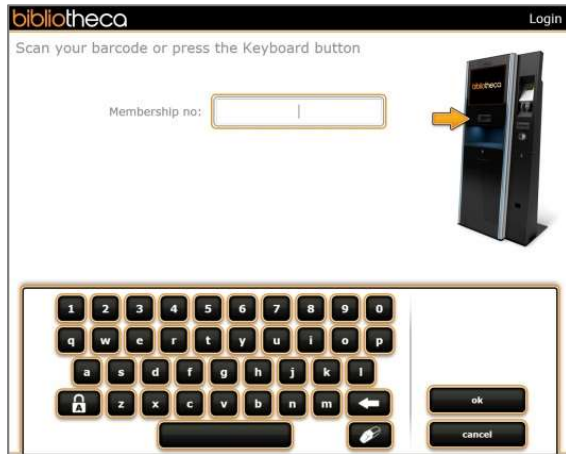 bibliotheca
Login
Scan your barcode or press the Keyboard button
bibliotheca
Membership no:
1 2 3 4 5 6 7 8 9 0
q w e r t y u i o p
a s d f g h j k l
A z x c v b n m
ok
cancel